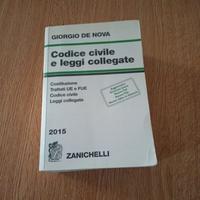 GIORGIO DE NOVA
Codice civile
e leggi collegate
Costituzione
Trattati UE e FUE
Codice civile
Leggi collegate
2015
ZANICHELLI